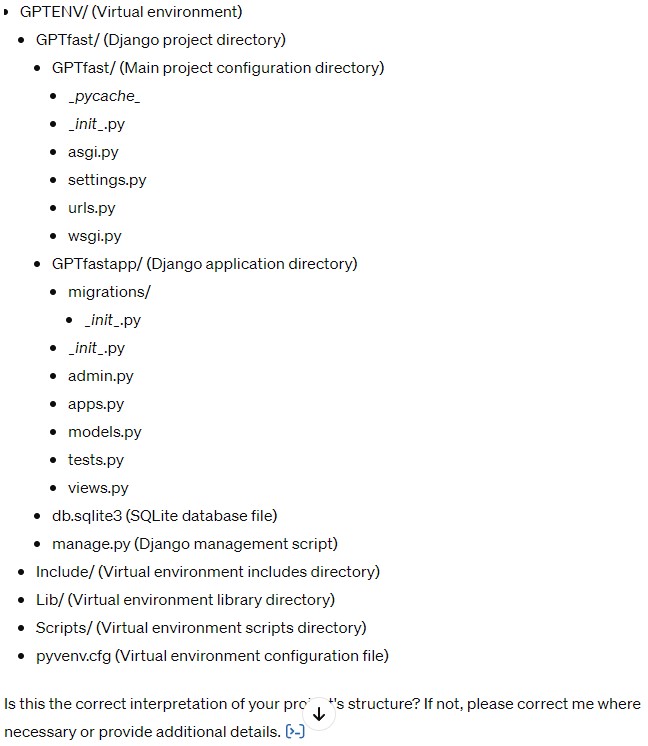 GPTENV/ (Virtual environment)
GPTfast/ (Django project directory)
GPTfast/ (Main project configuration directory)
_pycache_
_init_.py
asgi.py
settings.py
urls.py
wsgi.py
GPTfastapp/ (Django application directory)
migrations/
_init_.py
_init_.py
admin.py
apps.py
models.py
tests.py
views.py
db.sqlite3 (SQLite database file)
manage.py (Django management script)
Include/ (Virtual environment includes directory)
Lib/ (Virtual environment library directory)
Scripts/ (Virtual environment scripts directory)
pyvenv.cfg (Virtual environment configuration file)
Is this the correct interpretation of your structure? If not, please correct me where
necessary or provide additional details. [>-]